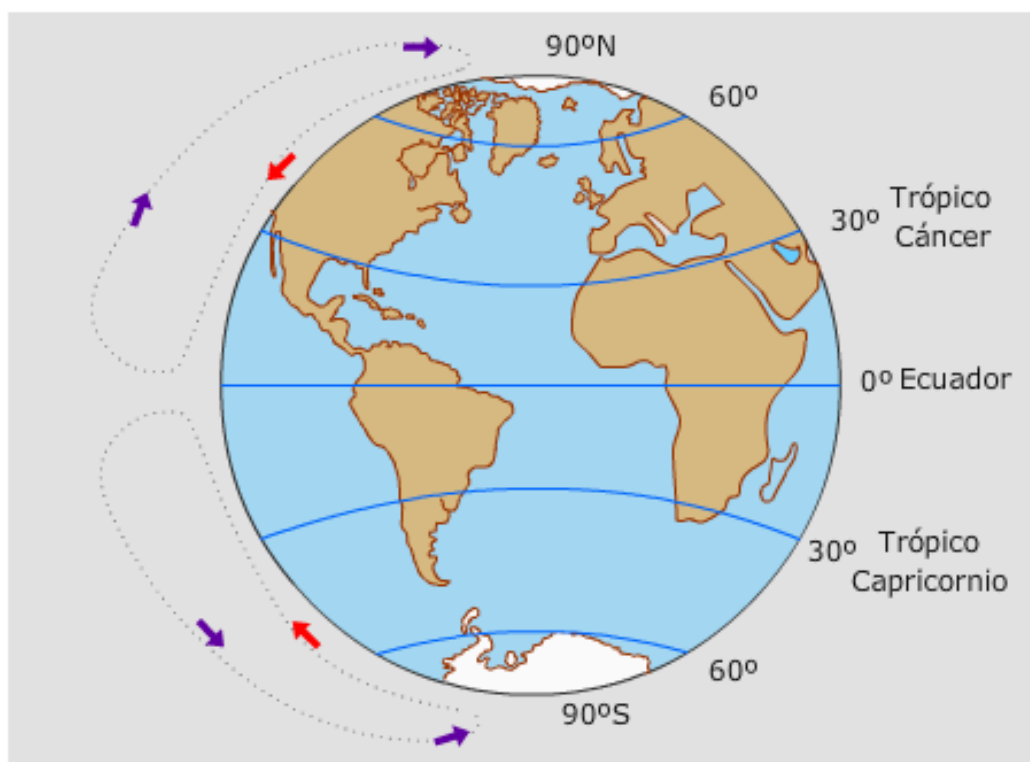 90ºN
60º
30º Trópico
Cáncer
0º Ecuador
30º Trópico
Capricornio
60º
90ºS